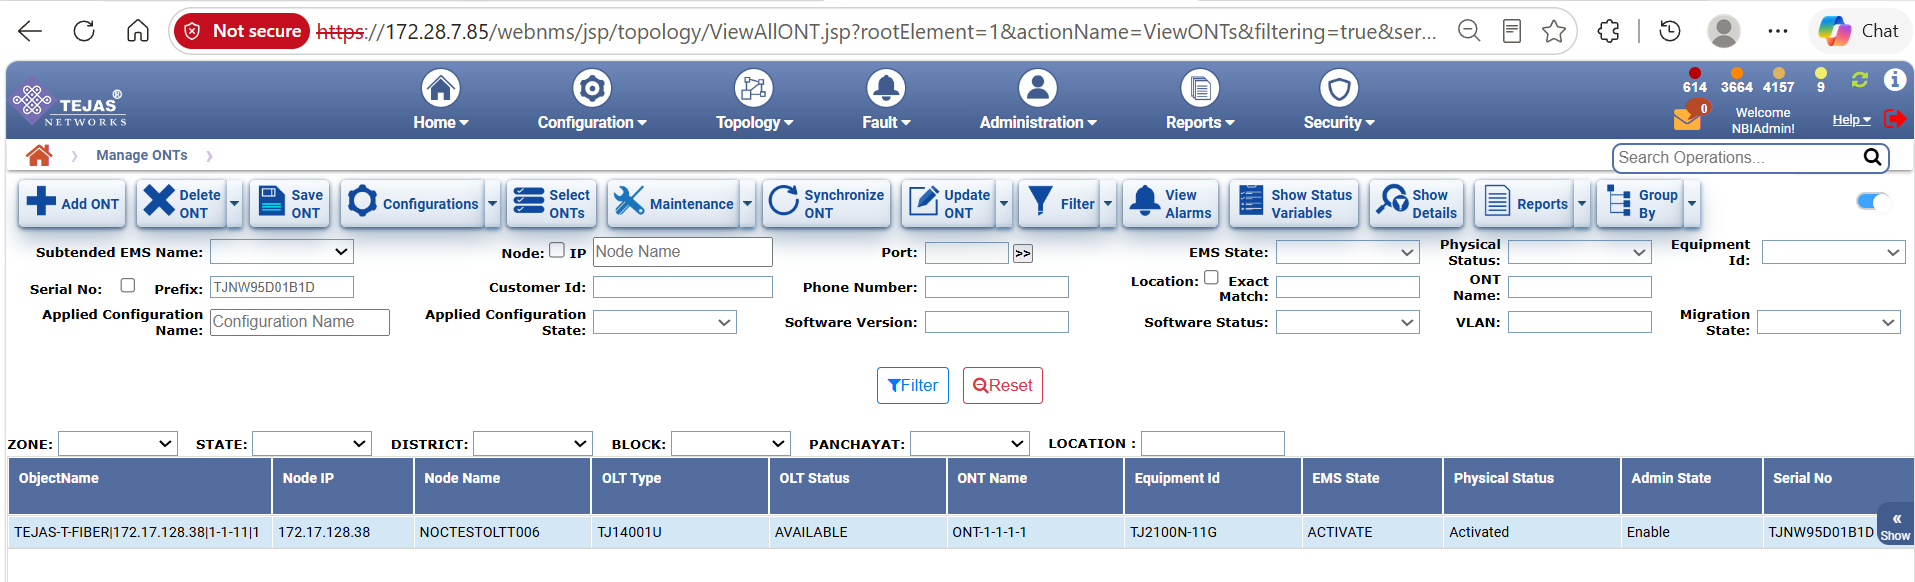 Not secure https://172.28.7.85/webnms/jsp/topology/ViewAllONT.jsp?rootElement=1&actionName=ViewONTs&filtering=true&ser... Chat
TEJAS® NETWORKS
Home Configuration Topology Fault Administration Reports Security
614 3664 4157 9
0 Welcome NBIAdmin! Help
Manage ONTs
Search Operations...
Add ONT
Delete ONT
Save ONT
Configurations
Select ONTs
Maintenance
Synchronize ONT
Update ONT
Filter
View Alarms
Show Status Variables
Show Details
Reports
Group By
Subtended EMS Name: Node: IP Node Name Port: >> EMS State: Physical Status: Equipment Id:
Serial No: Prefix: TJNW95D01B1D Customer Id: Phone Number: Location: Exact Match: ONT Name:
Applied Configuration Name: Configuration Name Applied Configuration State: Software Version: Software Status: VLAN: Migration State:
Filter Reset
ZONE: STATE: DISTRICT: BLOCK: PANCHAYAT: LOCATION :
ObjectName Node IP Node Name OLT Type OLT Status ONT Name Equipment Id EMS State Physical Status Admin State Serial No
TEJAS-T-FIBER|172.17.128.38|1-1-11|1 172.17.128.38 NOCTESTOLTT006 TJ14001U AVAILABLE ONT-1-1-1-1 TJ2100N-11G ACTIVATE Activated Enable TJNW95D01B1D
« Show